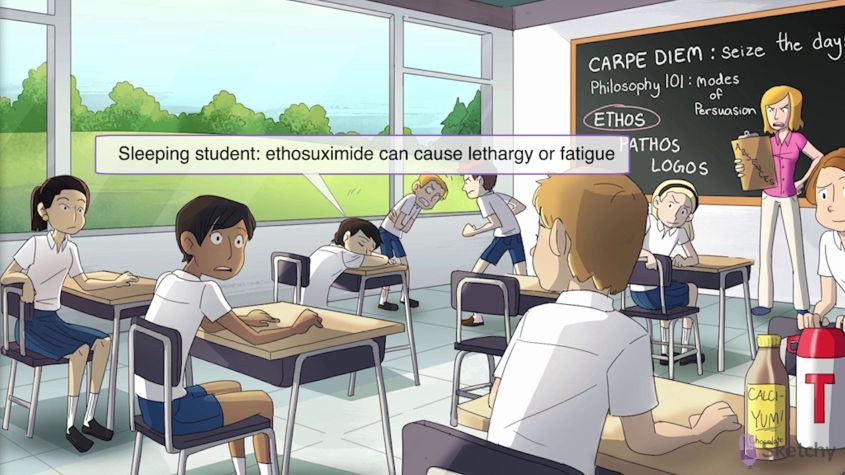 CARPE DIEM : seize the day
Philosophy 101 : modes
of
Persuasion
ETHOS
PATHOS
LOGOS
ABSENCES
Sleeping student: ethosuximide can cause lethargy or fatigue
CALCI-
YUM!
Chocolate
T
Sketchy